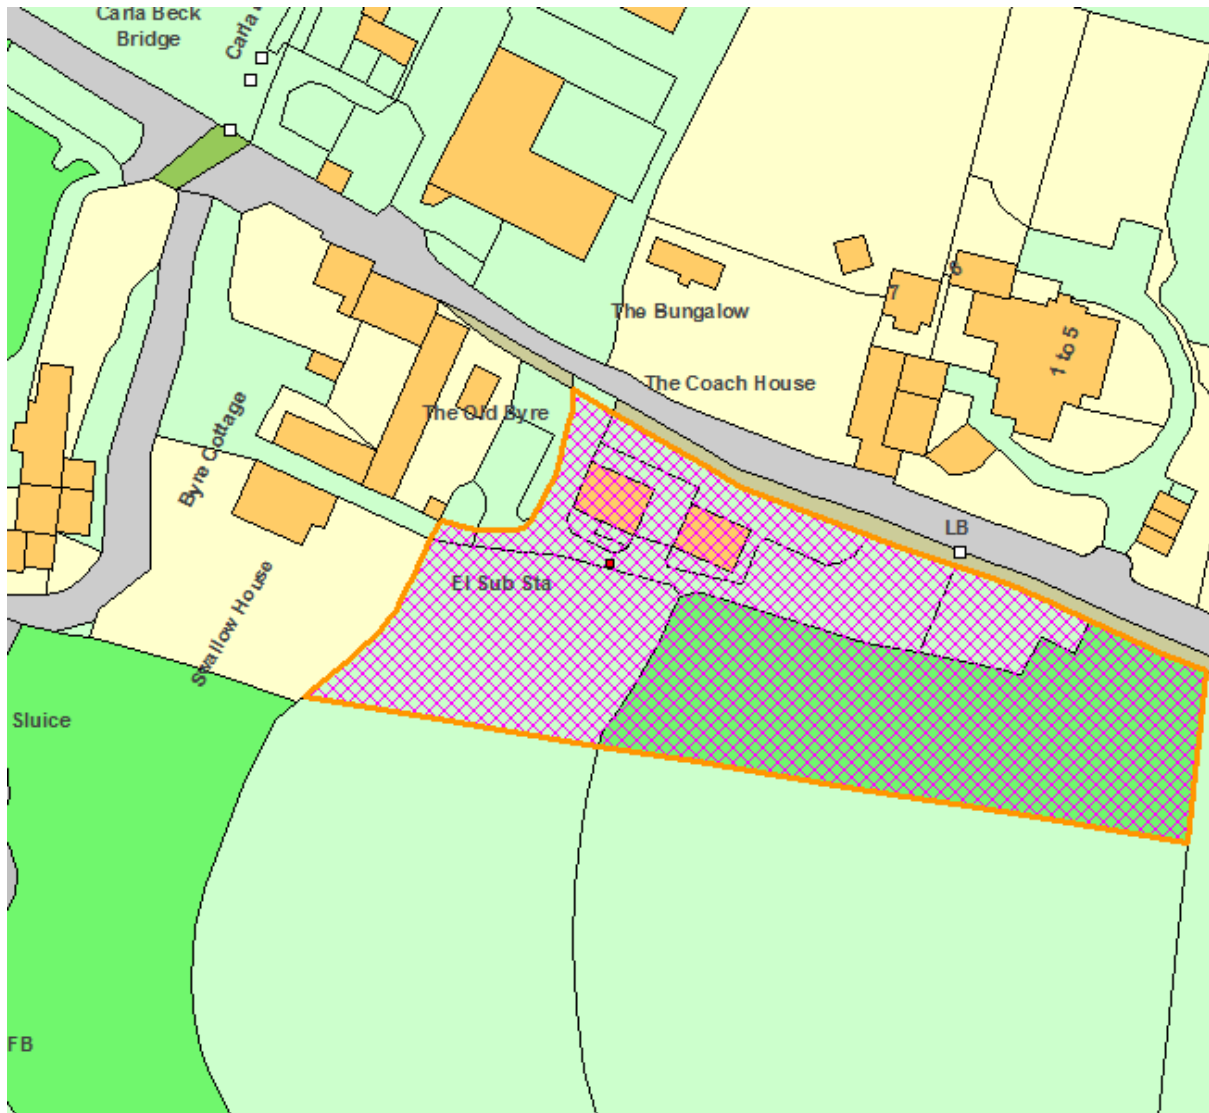 Carla Beck
Bridge
Carla
6
7
The Bungalow
1 to 5
The Coach House
The Old Byre
Byre Cottage
LB
El Sub Sta
Swallow House
Sluice
FB